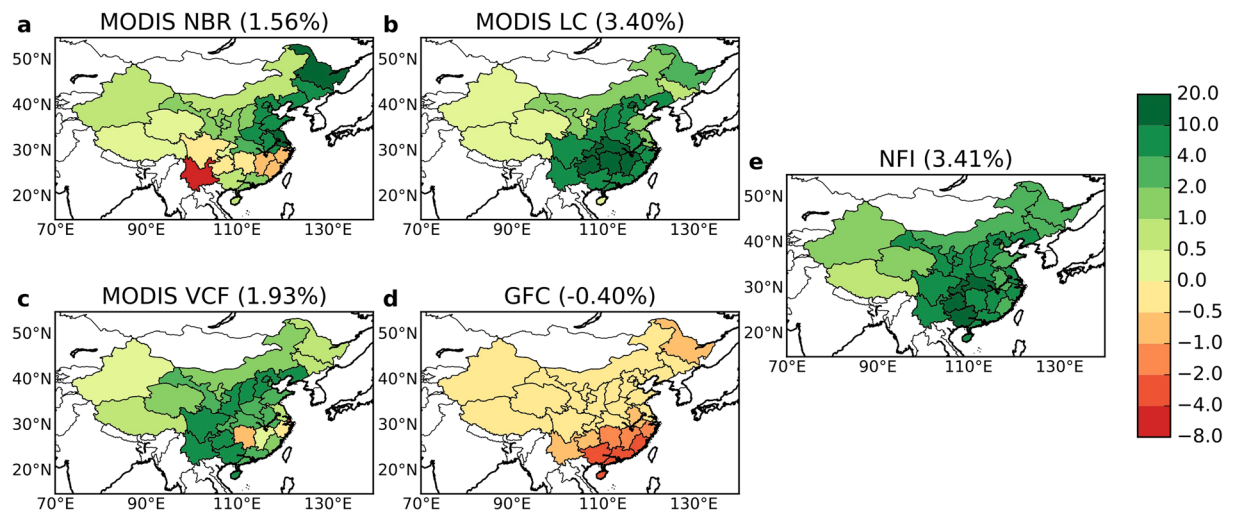 a MODIS NBR (1.56%)
50°N
40°N
30°N
20°N
70°E 90°E 110°E 130°E
b MODIS LC (3.40%)
50°N
40°N
30°N
20°N
70°E 90°E 110°E 130°E
c MODIS VCF (1.93%)
50°N
40°N
30°N
20°N
70°E 90°E 110°E 130°E
d GFC (-0.40%)
50°N
40°N
30°N
20°N
70°E 90°E 110°E 130°E
e NFI (3.41%)
50°N
40°N
30°N
20°N
70°E 90°E 110°E 130°E
20.0
10.0
4.0
2.0
1.0
0.5
0.0
−0.5
−1.0
−2.0
−4.0
−8.0